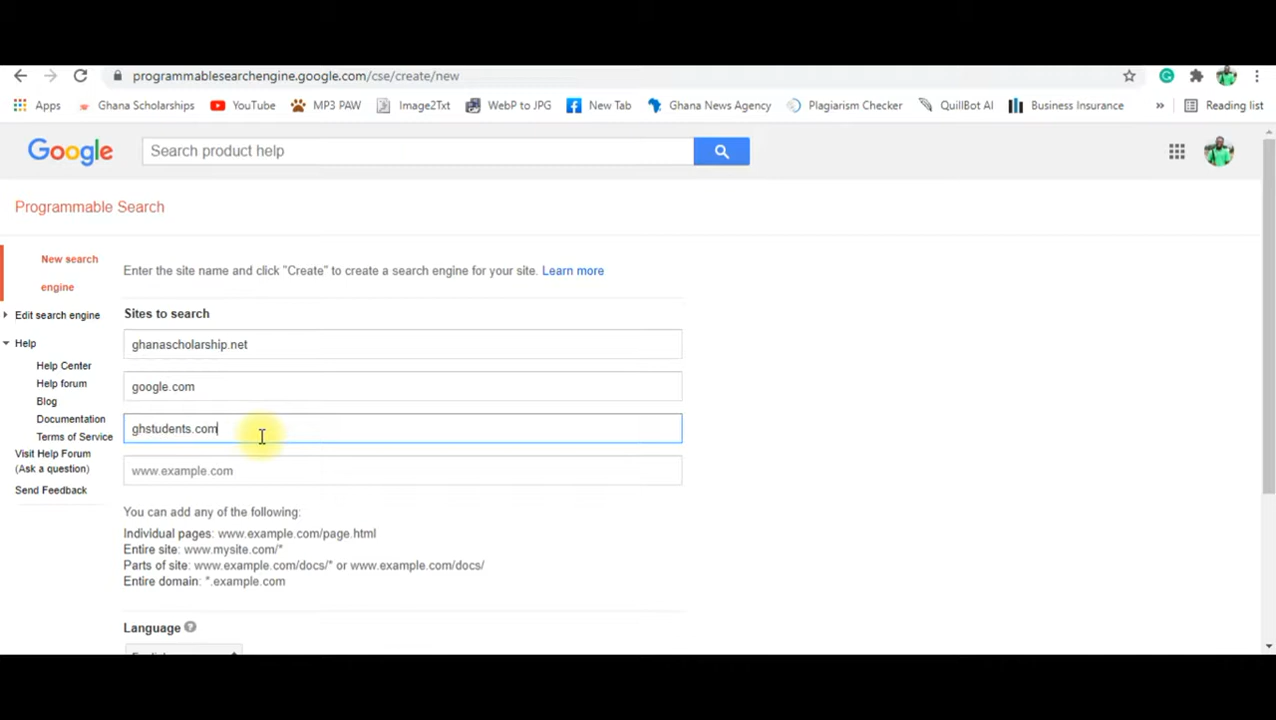 programmablesearchengine.google.com/cse/create/new
Apps Ghana Scholarships YouTube MP3 PAW Image2Txt WebP to JPG New Tab Ghana News Agency Plagiarism Checker QuillBot AI Business Insurance » Reading list
Google Search product help
Programmable Search
New search
engine
Edit search engine
Help
Help Center
Help forum
Blog
Documentation
Terms of Service
Visit Help Forum
(Ask a question)
Send Feedback
Enter the site name and click "Create" to create a search engine for your site. Learn more
Sites to search
ghanascholarship.net
google.com
ghstudents.com
www.example.com
You can add any of the following:
Individual pages: www.example.com/page.html
Entire site: www.mysite.com/*
Parts of site: www.example.com/docs/* or www.example.com/docs/
Entire domain: *.example.com
Language ?